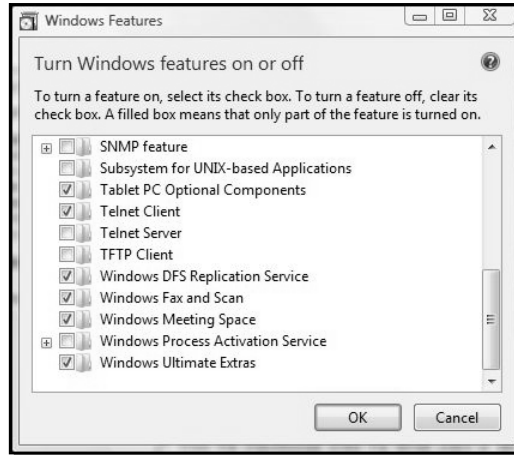 Windows Features
Turn Windows features on or off
To turn a feature on, select its check box. To turn a feature off, clear its
check box. A filled box means that only part of the feature is turned on.
SNMP feature
Subsystem for UNIX-based Applications
Tablet PC Optional Components
Telnet Client
Telnet Server
TFTP Client
Windows DFS Replication Service
Windows Fax and Scan
Windows Meeting Space
Windows Process Activation Service
Windows Ultimate Extras
OK Cancel